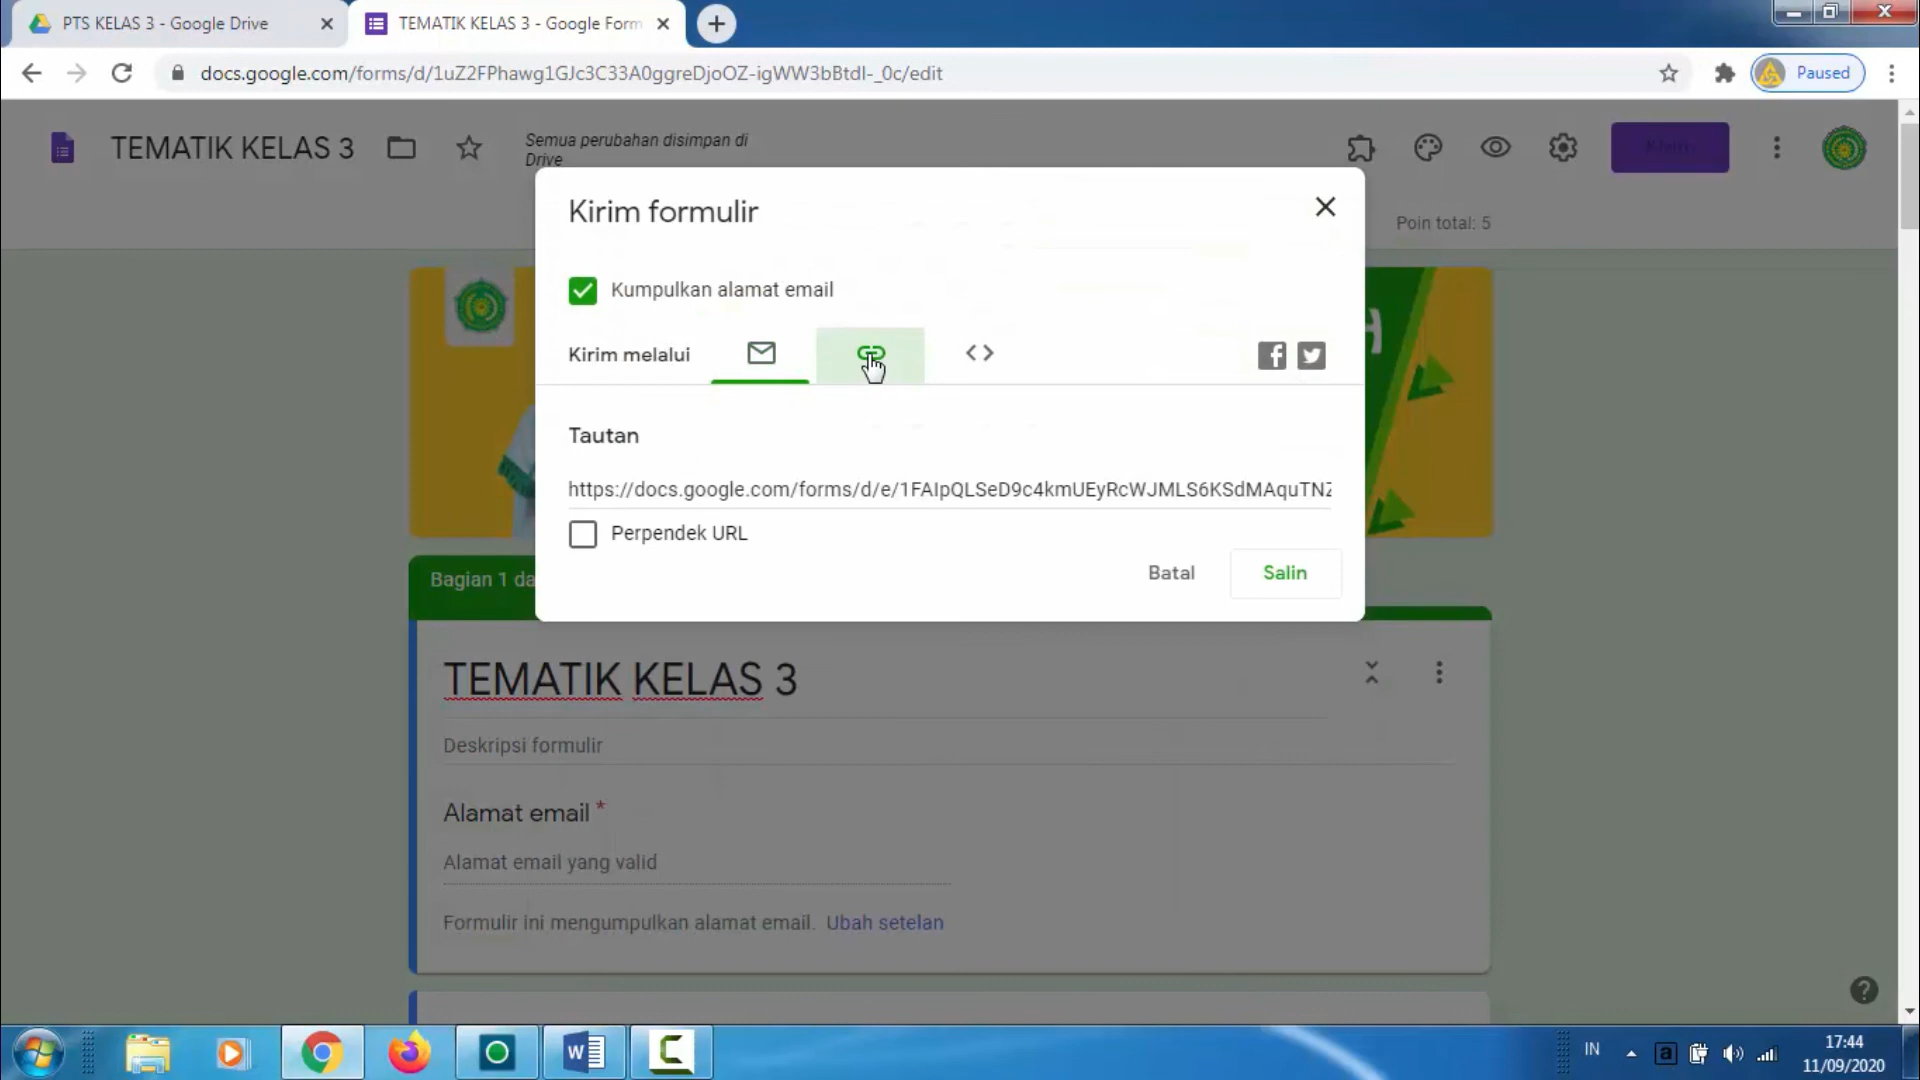 PTS KELAS 3 - Google Drive
TEMATIK KELAS 3 - Google Form
docs.google.com/forms/d/1uZ2FPhawg1GJc3C33A0ggreDjoOZ-igWW3bBtdI-_0c/edit
Paused
TEMATIK KELAS 3
Semua perubahan disimpan di
Drive
Kirim formulir
Poin total: 5
Kumpulkan alamat email
Kirim melalui
Tautan
https://docs.google.com/forms/d/e/1FAIpQLSeD9c4kmUEyRcWJMLS6KSdMAquTNZ
Perpendek URL
Batal
Salin
Bagian 1 da
TEMATIK KELAS 3
Deskripsi formulir
Alamat email *
Alamat email yang valid
Formulir ini mengumpulkan alamat email. Ubah setelan
IN
17:44
11/09/2020